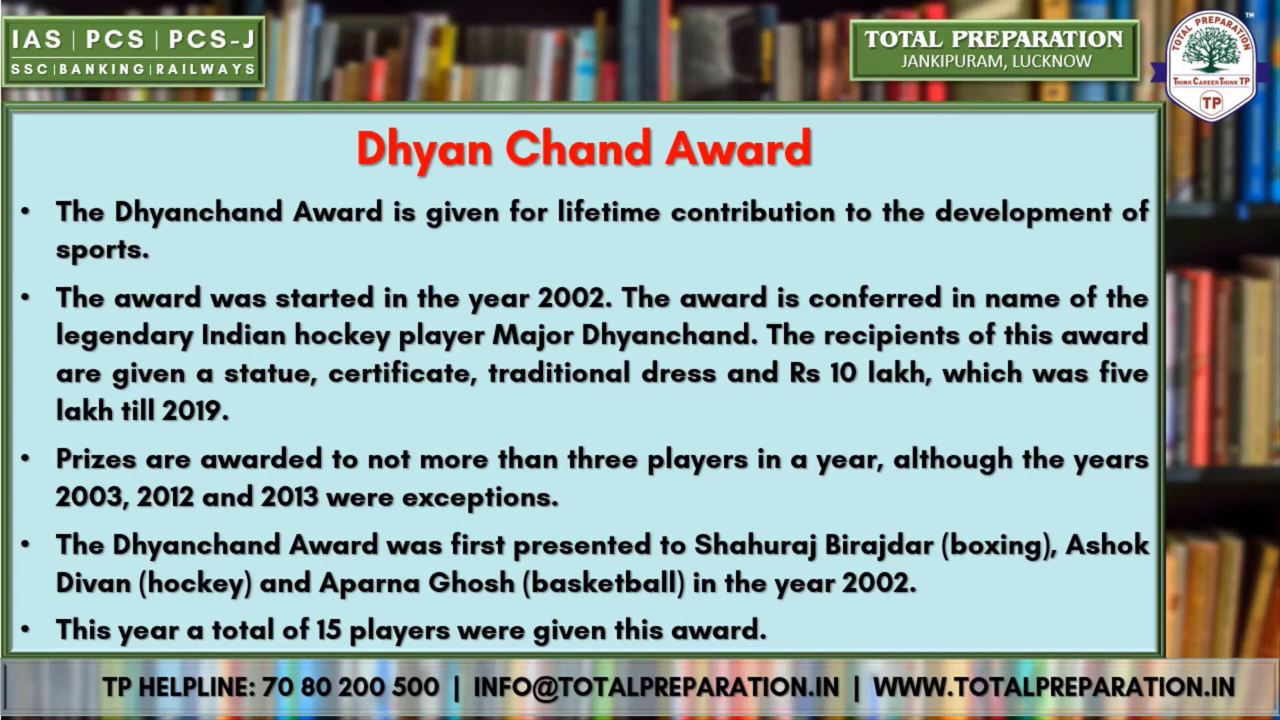 IAS | PCS | PCS-J
SSC|BANKING|RAILWAYS
TOTAL PREPARATION
JANKIPURAM, LUCKNOW
TOTAL PREPARATION
TM
THINK CAREER THINK TP
TP
Dhyan Chand Award
• The Dhyanchand Award is given for lifetime contribution to the development of
sports.
• The award was started in the year 2002. The award is conferred in name of the
legendary Indian hockey player Major Dhyanchand. The recipients of this award
are given a statue, certificate, traditional dress and Rs 10 lakh, which was five
lakh till 2019.
• Prizes are awarded to not more than three players in a year, although the years
2003, 2012 and 2013 were exceptions.
• The Dhyanchand Award was first presented to Shahuraj Birajdar (boxing), Ashok
Divan (hockey) and Aparna Ghosh (basketball) in the year 2002.
• This year a total of 15 players were given this award.
TP HELPLINE: 70 80 200 500 | INFO@TOTALPREPARATION.IN | WWW.TOTALPREPARATION.IN